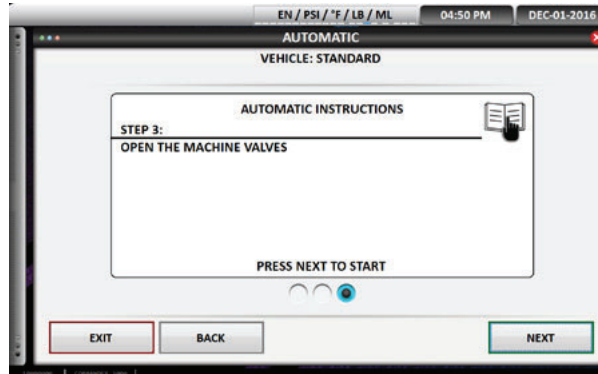 EN / PSI / °F / LB / ML
04:50 PM
DEC-01-2016
AUTOMATIC
VEHICLE: STANDARD
AUTOMATIC INSTRUCTIONS
STEP 3:
OPEN THE MACHINE VALVES
PRESS NEXT TO START
EXIT
BACK
NEXT